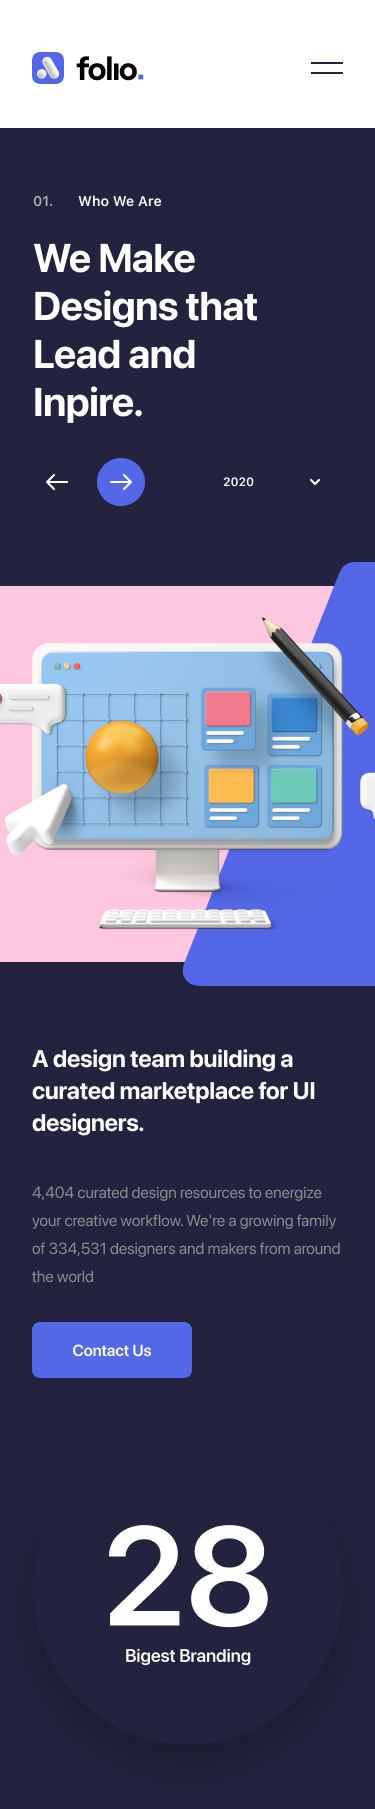 folio.
01. Who We Are
We Make
Designs that
Lead and
Inpire.
2020
A design team building a
curated marketplace for UI
designers.
4,404 curated design resources to energize
your creative workflow. We're a growing family
of 334,531 designers and makers from around
the world
Contact Us
28
Bigest Branding